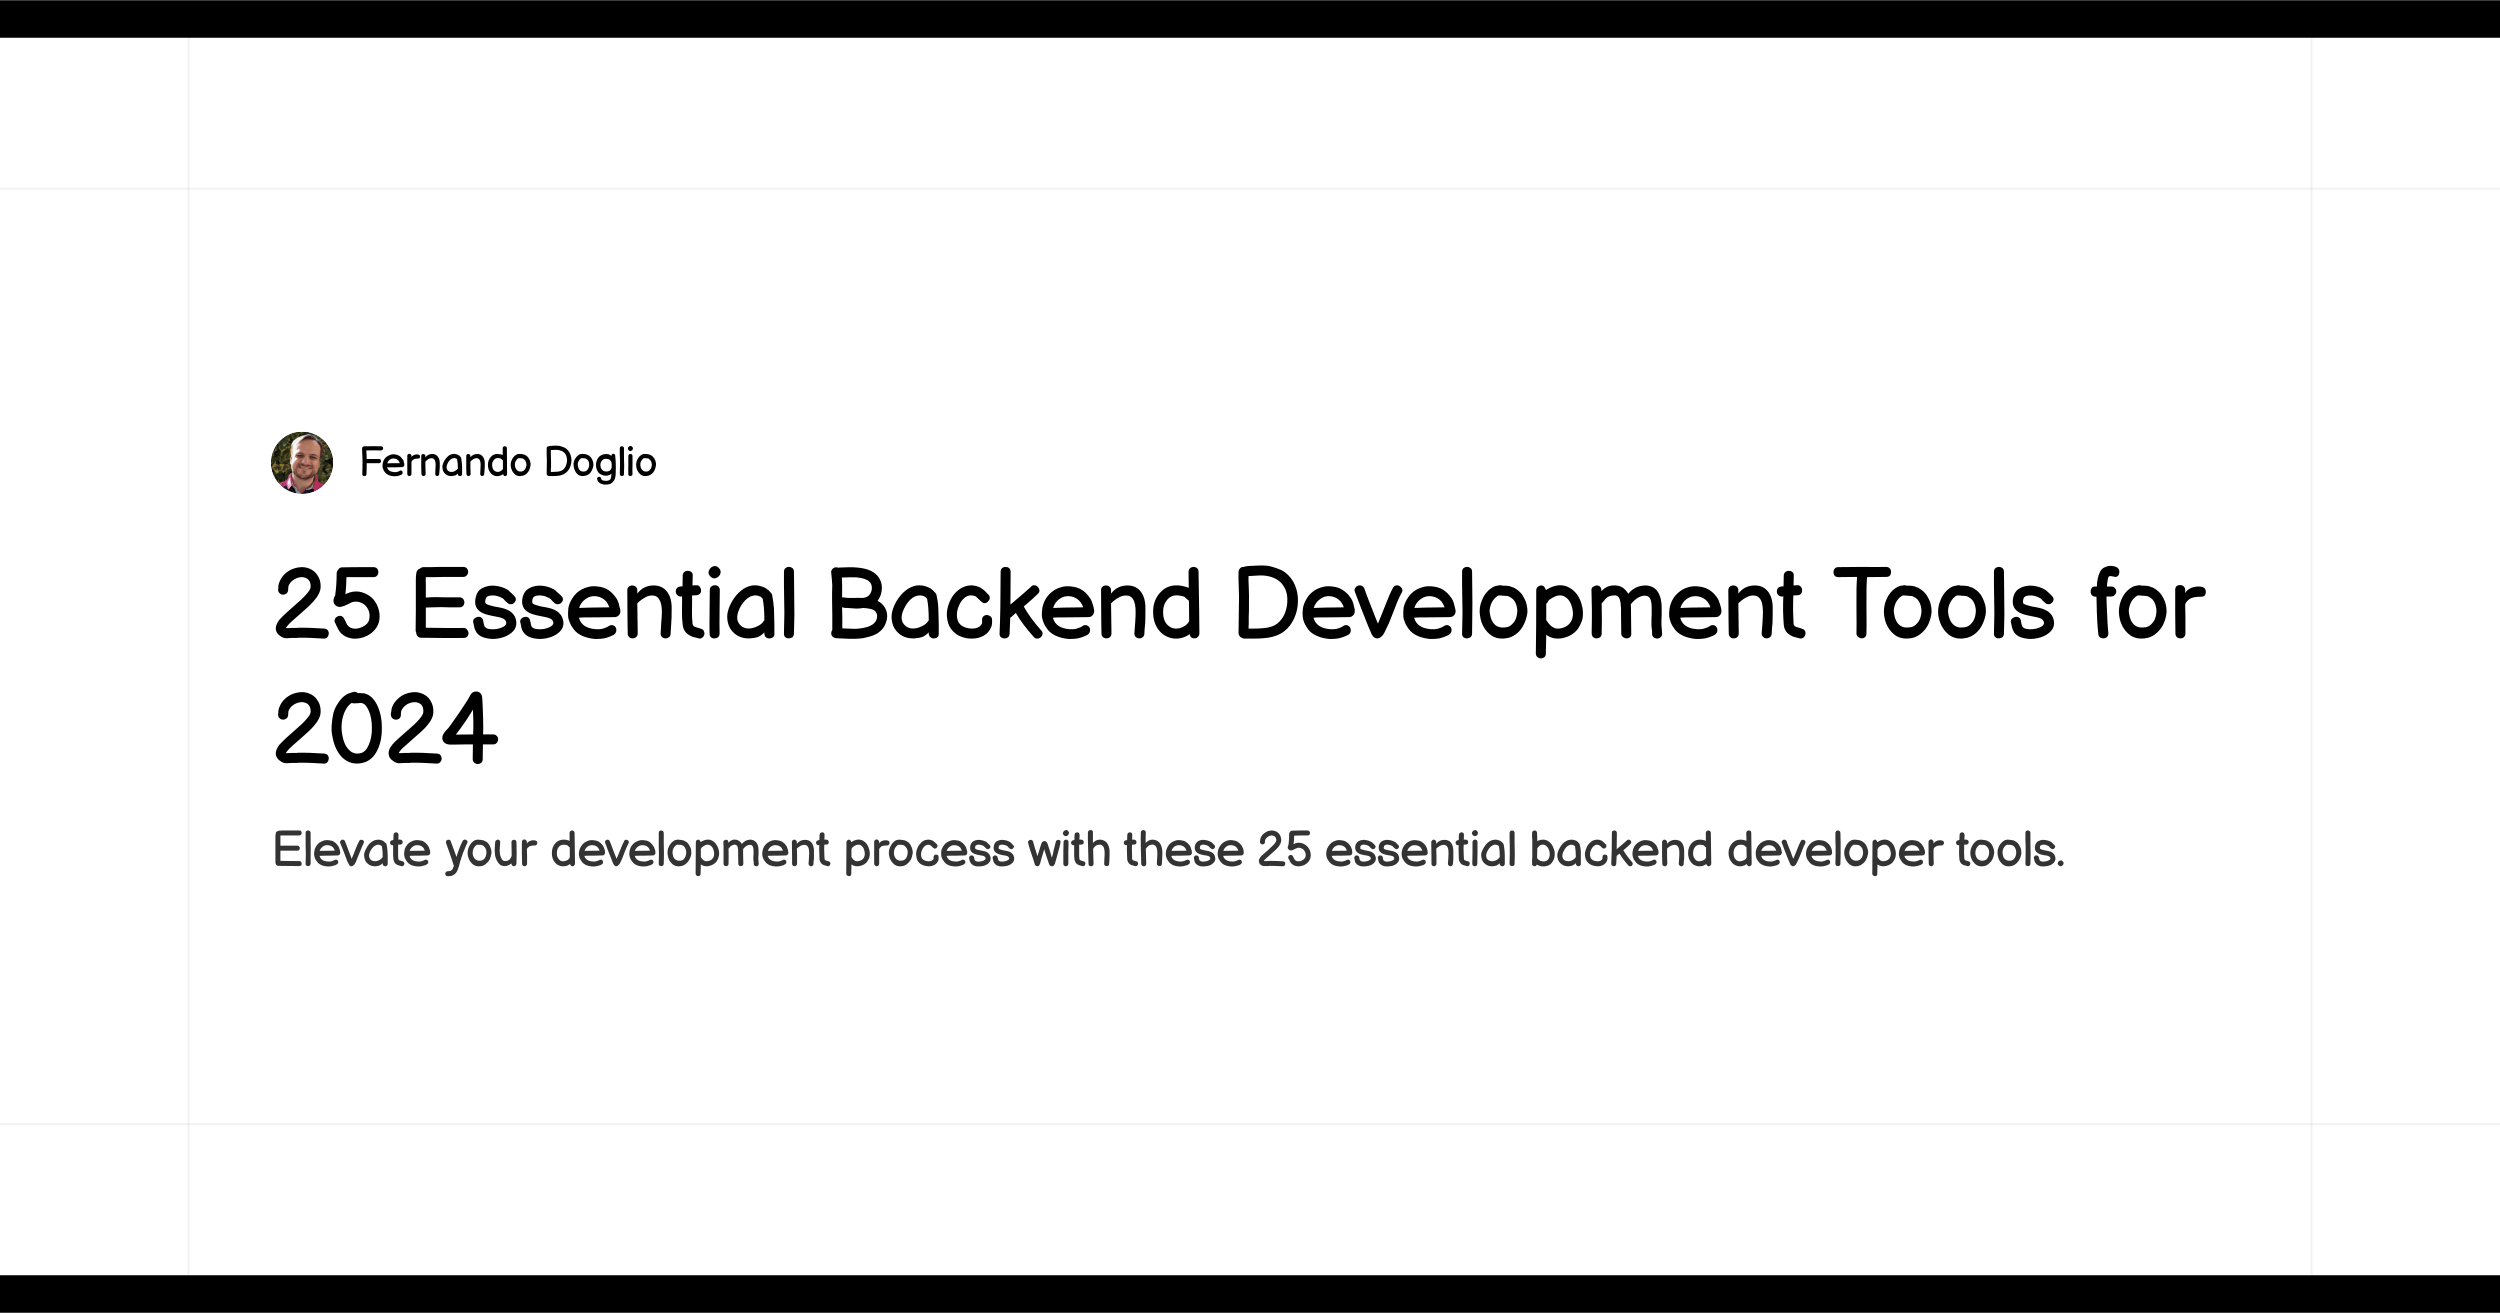 Fernando Doglio
25 Essential Backend Development Tools for
2024
Elevate your development process with these 25 essential backend developer tools.